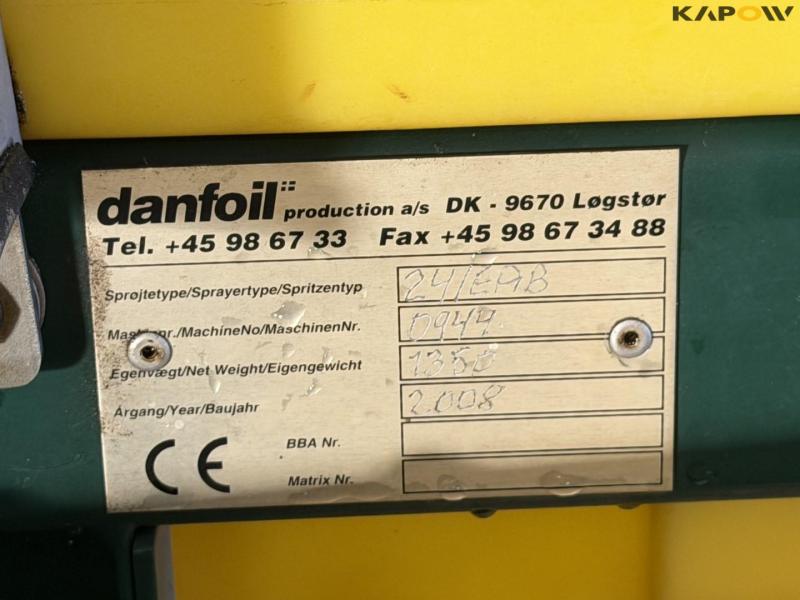 KAPOW
danfoil production a/s DK - 9670 Løgstør
Tel. +45 98 67 33 Fax +45 98 67 34 88
Sprøjtetype/Sprayertype/Spritzentyp 24/EAB
Maskinnr./MachineNo/MaschinenNr. 0944
Egenvægt/Net Weight/Eigengewicht 1350
Årgang/Year/Baujahr 2008
CE BBA Nr.
Matrix Nr.